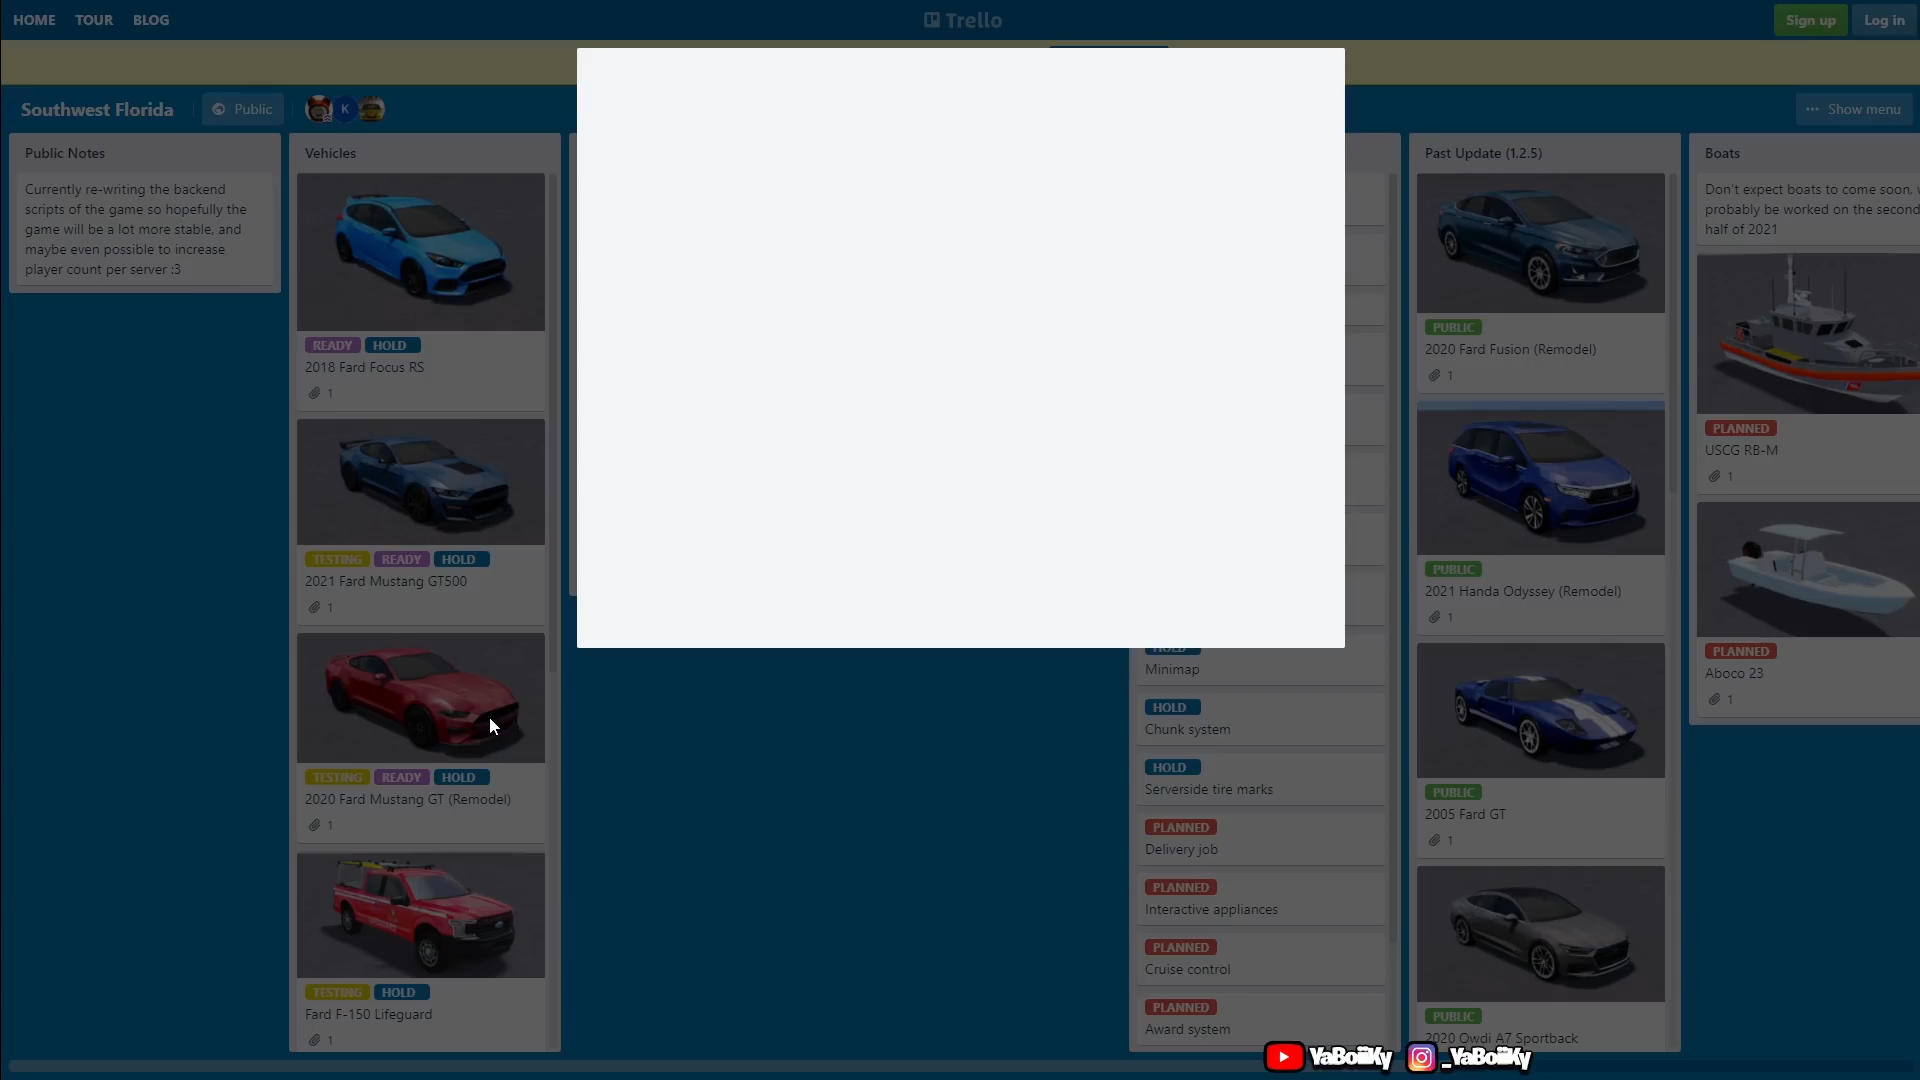 HOME TOUR BLOG
Trello
Sign up Log in
Southwest Florida
Public
K
Show menu
Public Notes
Currently re-writing the backend
scripts of the game so hopefully the
game will be a lot more stable, and
maybe even possible to increase
player count per server :3
Vehicles
READY HOLD
2018 Fard Focus RS
1
TESTING READY HOLD
2021 Fard Mustang GT500
1
TESTING READY HOLD
2020 Fard Mustang GT (Remodel)
1
TESTING HOLD
Fard F-150 Lifeguard
1
HOLD
Minimap
HOLD
Chunk system
HOLD
Serverside tire marks
PLANNED
Delivery job
PLANNED
Interactive appliances
PLANNED
Cruise control
PLANNED
Award system
Past Update (1.2.5)
PUBLIC
2020 Fard Fusion (Remodel)
1
PUBLIC
2021 Handa Odyssey (Remodel)
1
PUBLIC
2005 Fard GT
1
PUBLIC
2020 Owdi A7 Sportback
Boats
Don't expect boats to come soon,
probably be worked on the second
half of 2021
PLANNED
USCG RB-M
1
PLANNED
Aboco 23
1
YaBoiiKy _YaBoiiKy